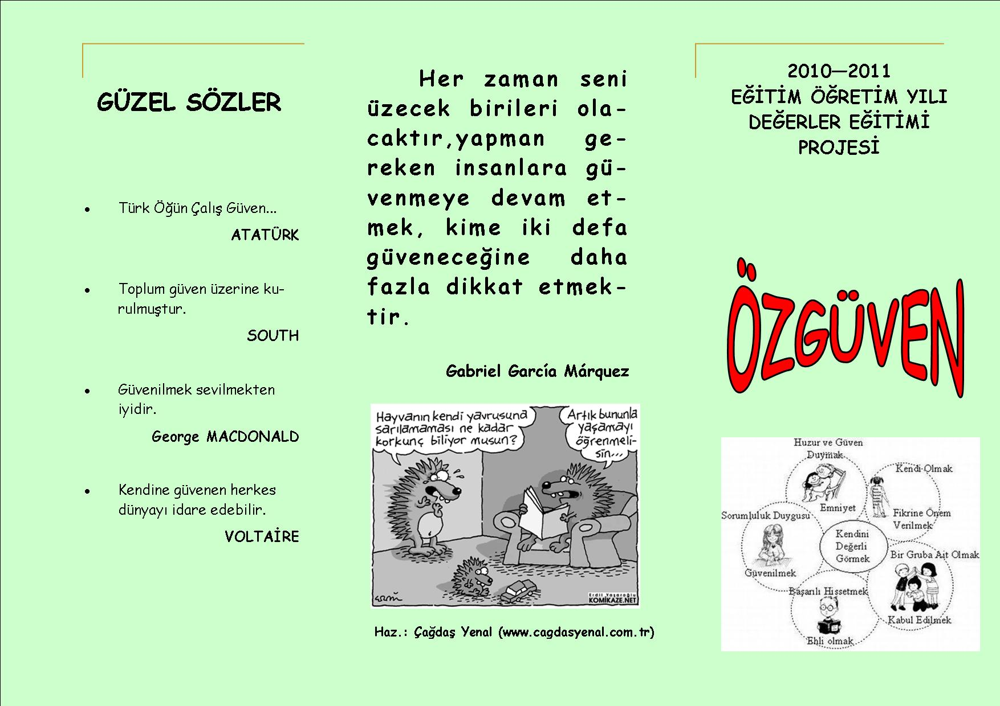 GÜZEL SÖZLER
● Türk Öğün Çalış Güven...
ATATÜRK
● Toplum güven üzerine ku-
rulmuştur.
SOUTH
● Güvenilmek sevilmekten
iyidir.
George MACDONALD
● Kendine güvenen herkes
dünyayı idare edebilir.
VOLTAİRE
Her zaman seni
üzecek birileri ola-
caktır,yapman ge-
reken insanlara gü-
venmeye devam et-
mek, kime iki defa
güveneceğine daha
fazla dikkat etmek-
tir.
Gabriel García Márquez
Hayvanın kendi yavrusuna
sarılamaması ne kadar
korkunç biliyor musun?
Artık bununla
yaşamayı
öğrenmeli-
sin...
Erdil Yaşaroğlu
KOMİKAZE.NET
Haz.: Çağdaş Yenal (www.cagdasyenal.com.tr)
2010—2011
EĞİTİM ÖĞRETİM YILI
DEĞERLER EĞİTİMİ
PROJESİ
ÖZGÜVEN
Huzur ve Güven
Duymak
Emniyet
Kendi Olmak
Fikrine Önem
Verilmek
Sorumluluk Duygusu
Güvenilmek
Kendini
Değerli
Görmek
Bir Gruba Ait Olmak
Kabul Edilmek
Başarılı Hissetmek
Ehli olmak